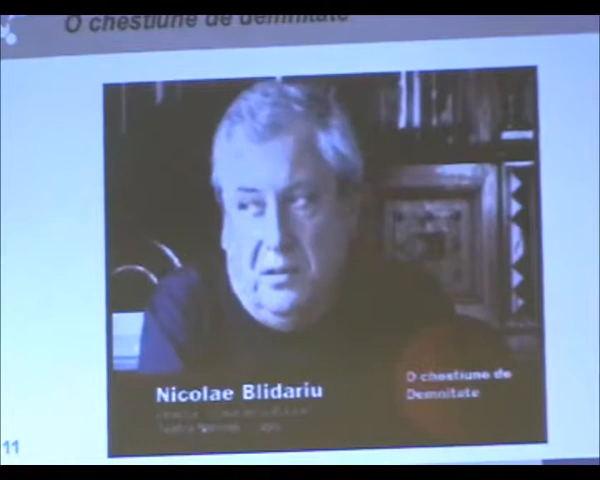 O chestiune de demnitate
Nicolae Blidariu
O chestiune de
Demnitate
11